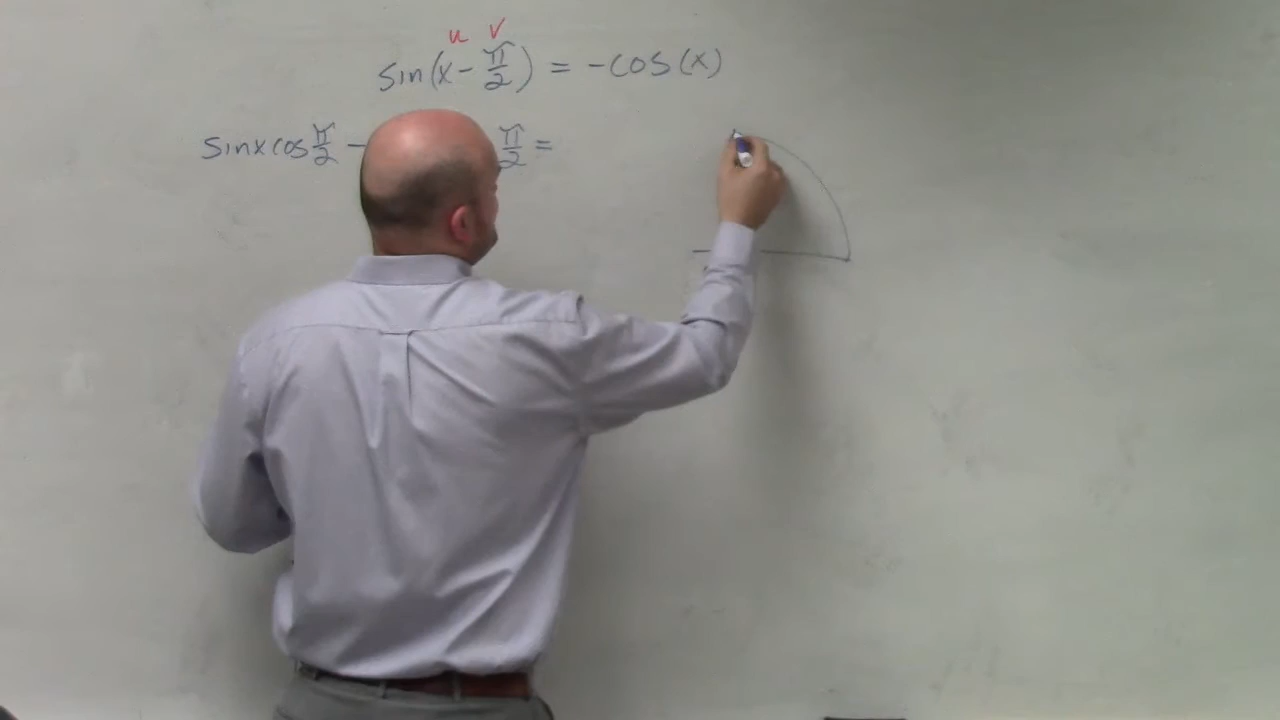 u v
sin(x - π/2) = -cos(x)
sinx cos π/2 - π/2 =